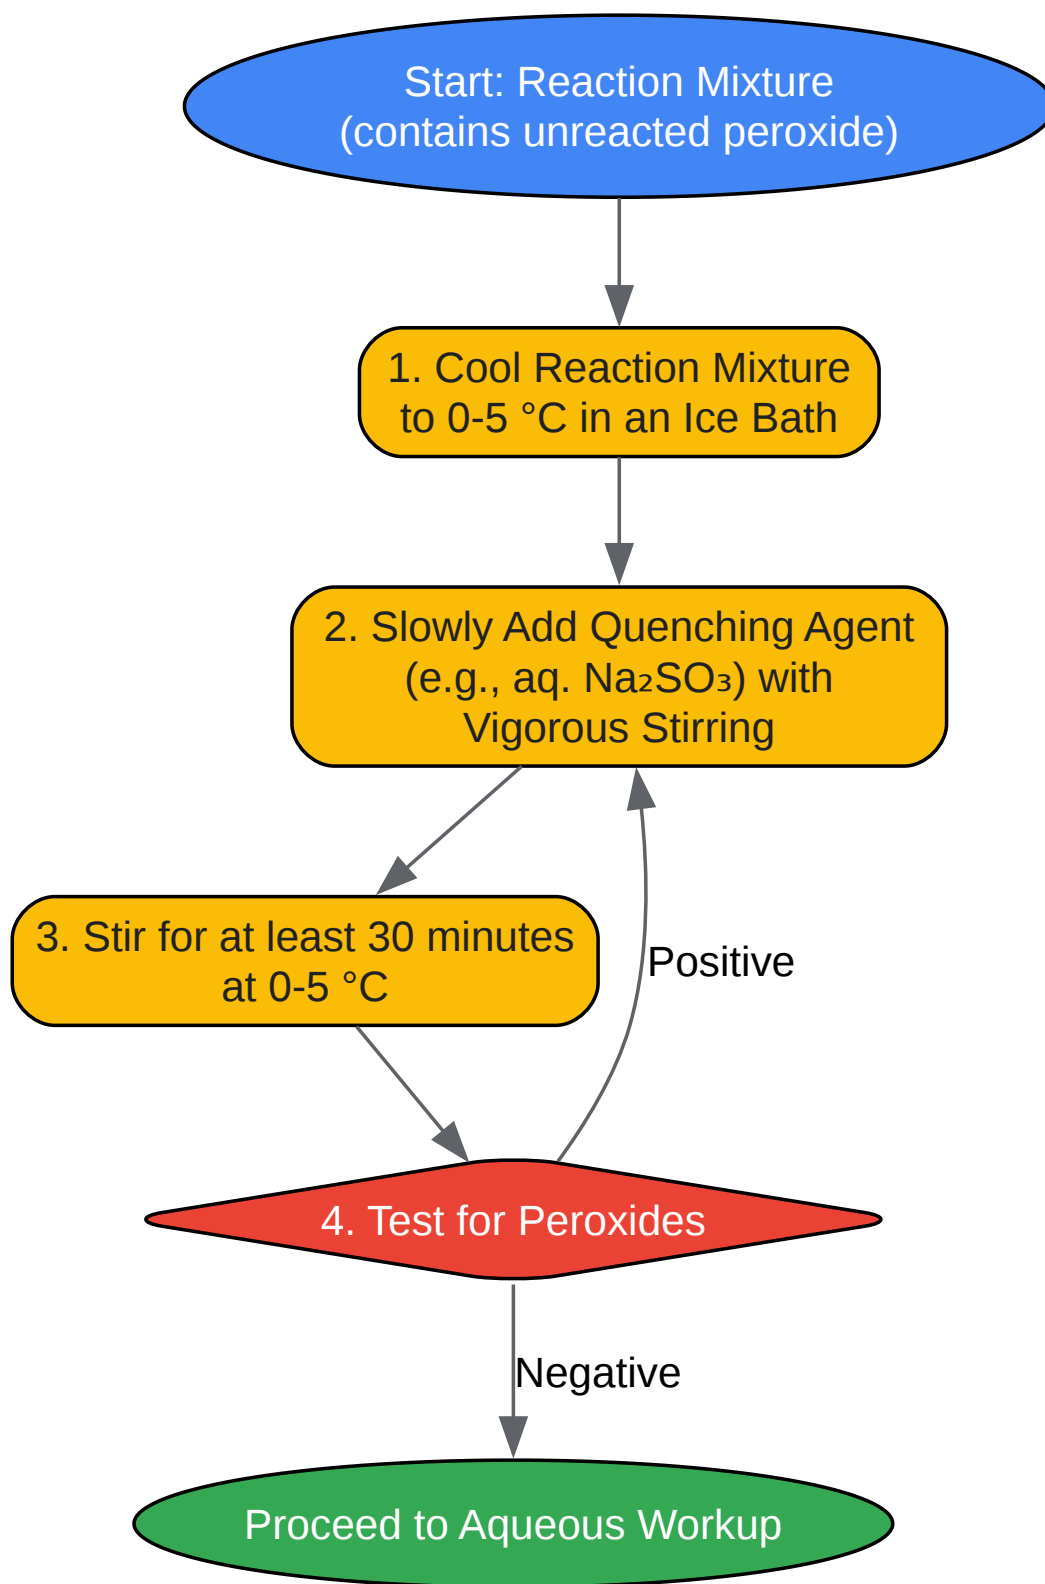 Start: Reaction Mixture
(contains unreacted peroxide)
1. Cool Reaction Mixture
to 0-5 °C in an Ice Bath
2. Slowly Add Quenching Agent
(e.g., aq. Na₂SO₃) with
Vigorous Stirring
3. Stir for at least 30 minutes
at 0-5 °C
Positive
4. Test for Peroxides
Negative
Proceed to Aqueous Workup